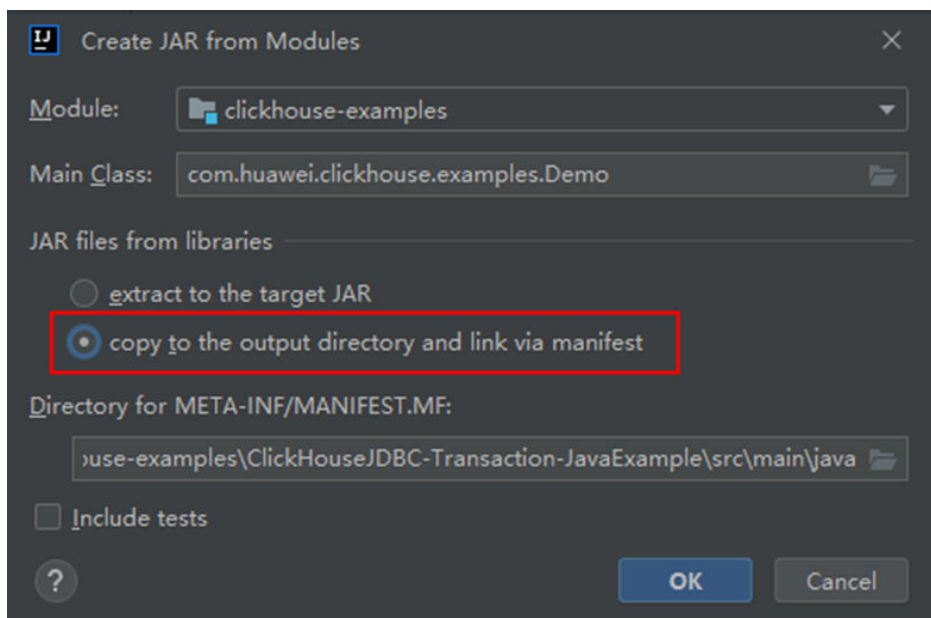 IJ
Create JAR from Modules
Module: clickhouse-examples
Main Class: com.huawei.clickhouse.examples.Demo
JAR files from libraries
extract to the target JAR
copy to the output directory and link via manifest
Directory for META-INF/MANIFEST.MF:
use-examples\ClickHouseJDBC-Transaction-JavaExample\src\main\java
Include tests
? OK Cancel